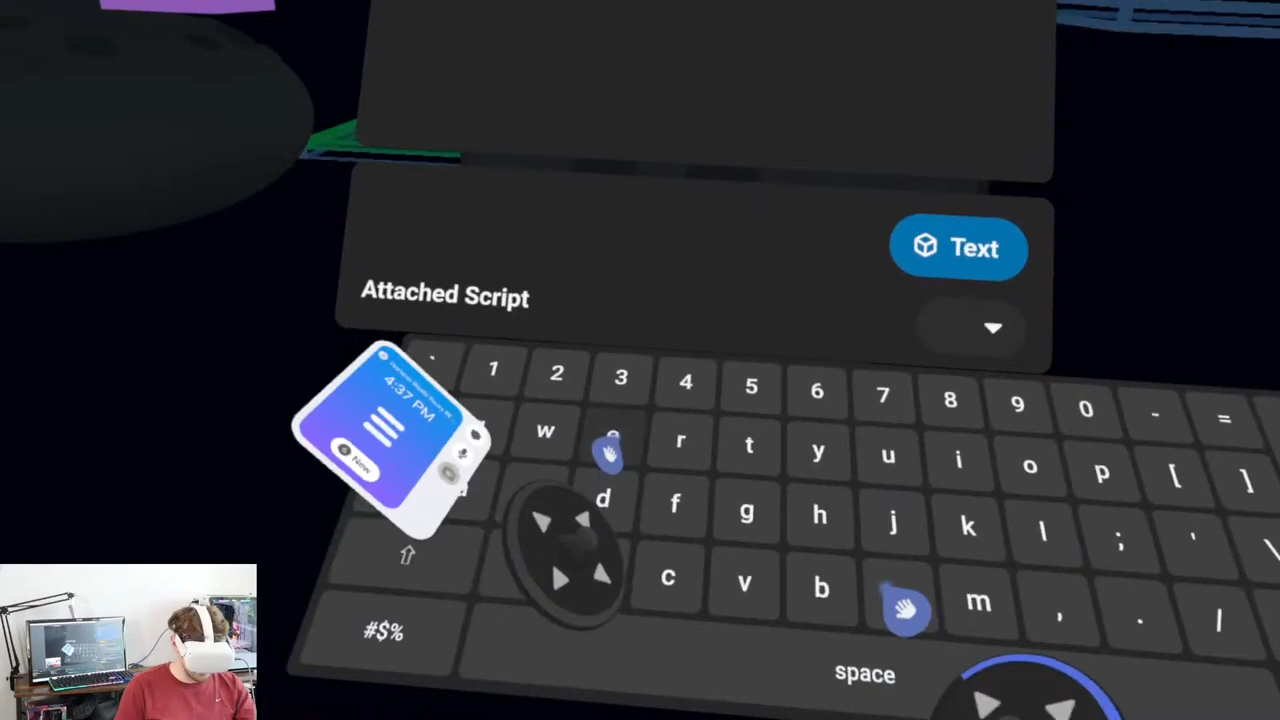 Text
Attached Script
` 1 2 3 4 5 6 7 8 9 0 - =
4:37 PM
New
w r t y u i o p [ ]
d f g h j k l ; ' \
c v b m , . /
#$% space